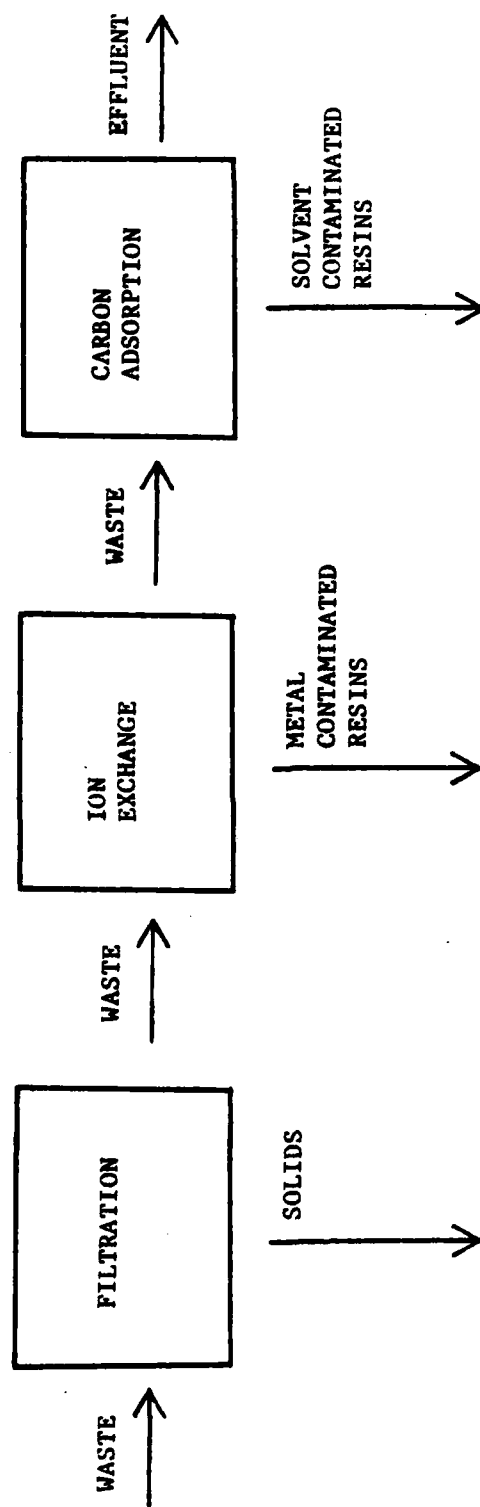 WASTE
FILTRATION
SOLIDS
WASTE
ION
EXCHANGE
METAL
CONTAMINATED
RESINS
WASTE
CARBON
ADSORPTION
SOLVENT
CONTAMINATED
RESINS
EFFLUENT